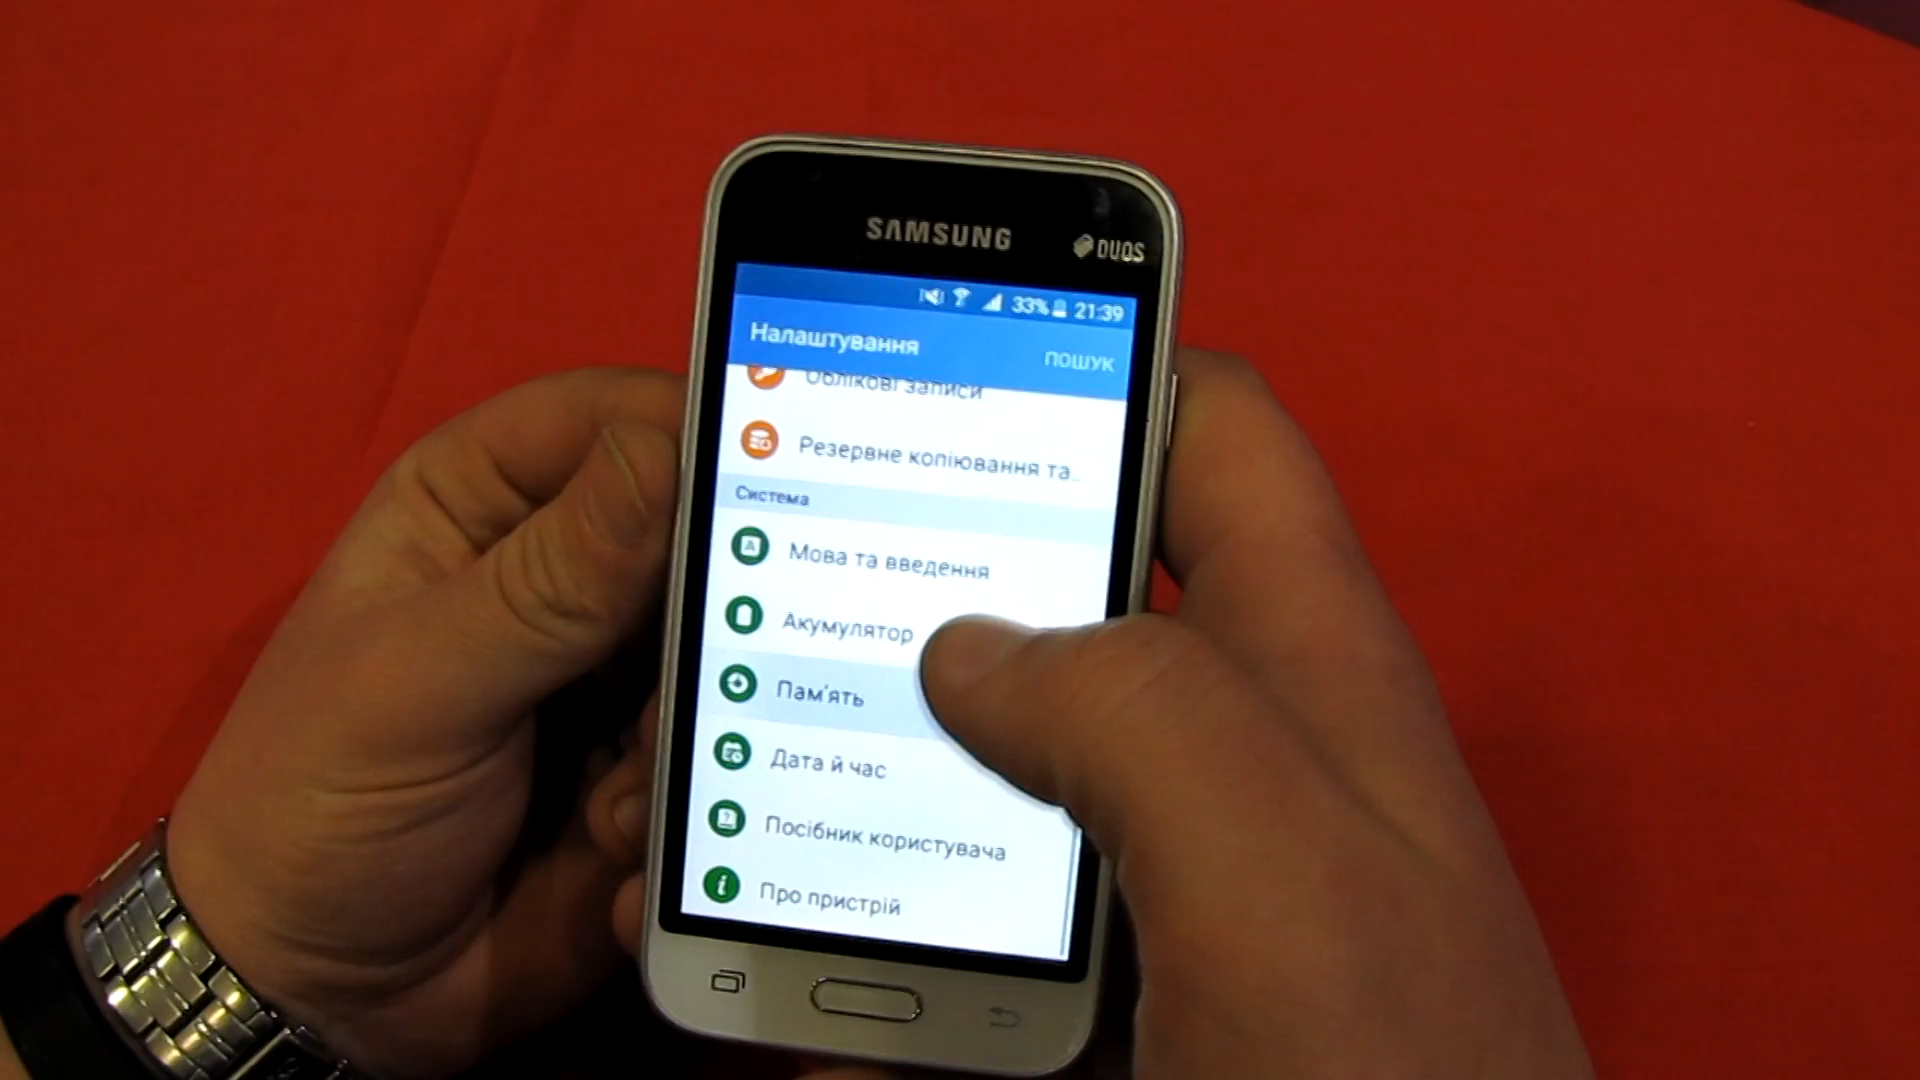 SAMSUNG
DUOS
33% 21:39
Налаштування
ПОШУК
Облікові записи
Резервне копіювання та..
Система
Мова та введення
Акумулятор
Пам'ять
Дата й час
Посібник користувача
Про пристрій